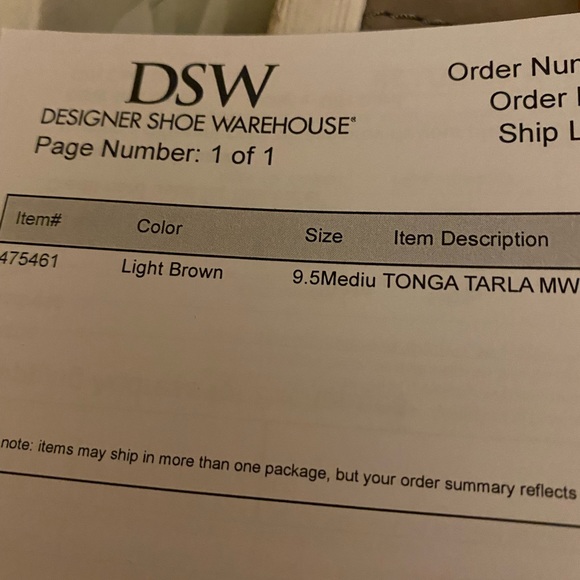 DSW
DESIGNER SHOE WAREHOUSE®
Page Number: 1 of 1
Order Nur
Order
Ship L
Item# Color Size Item Description
475461 Light Brown 9.5Mediu TONGA TARLA MW
note: items may ship in more than one package, but your order summary reflects